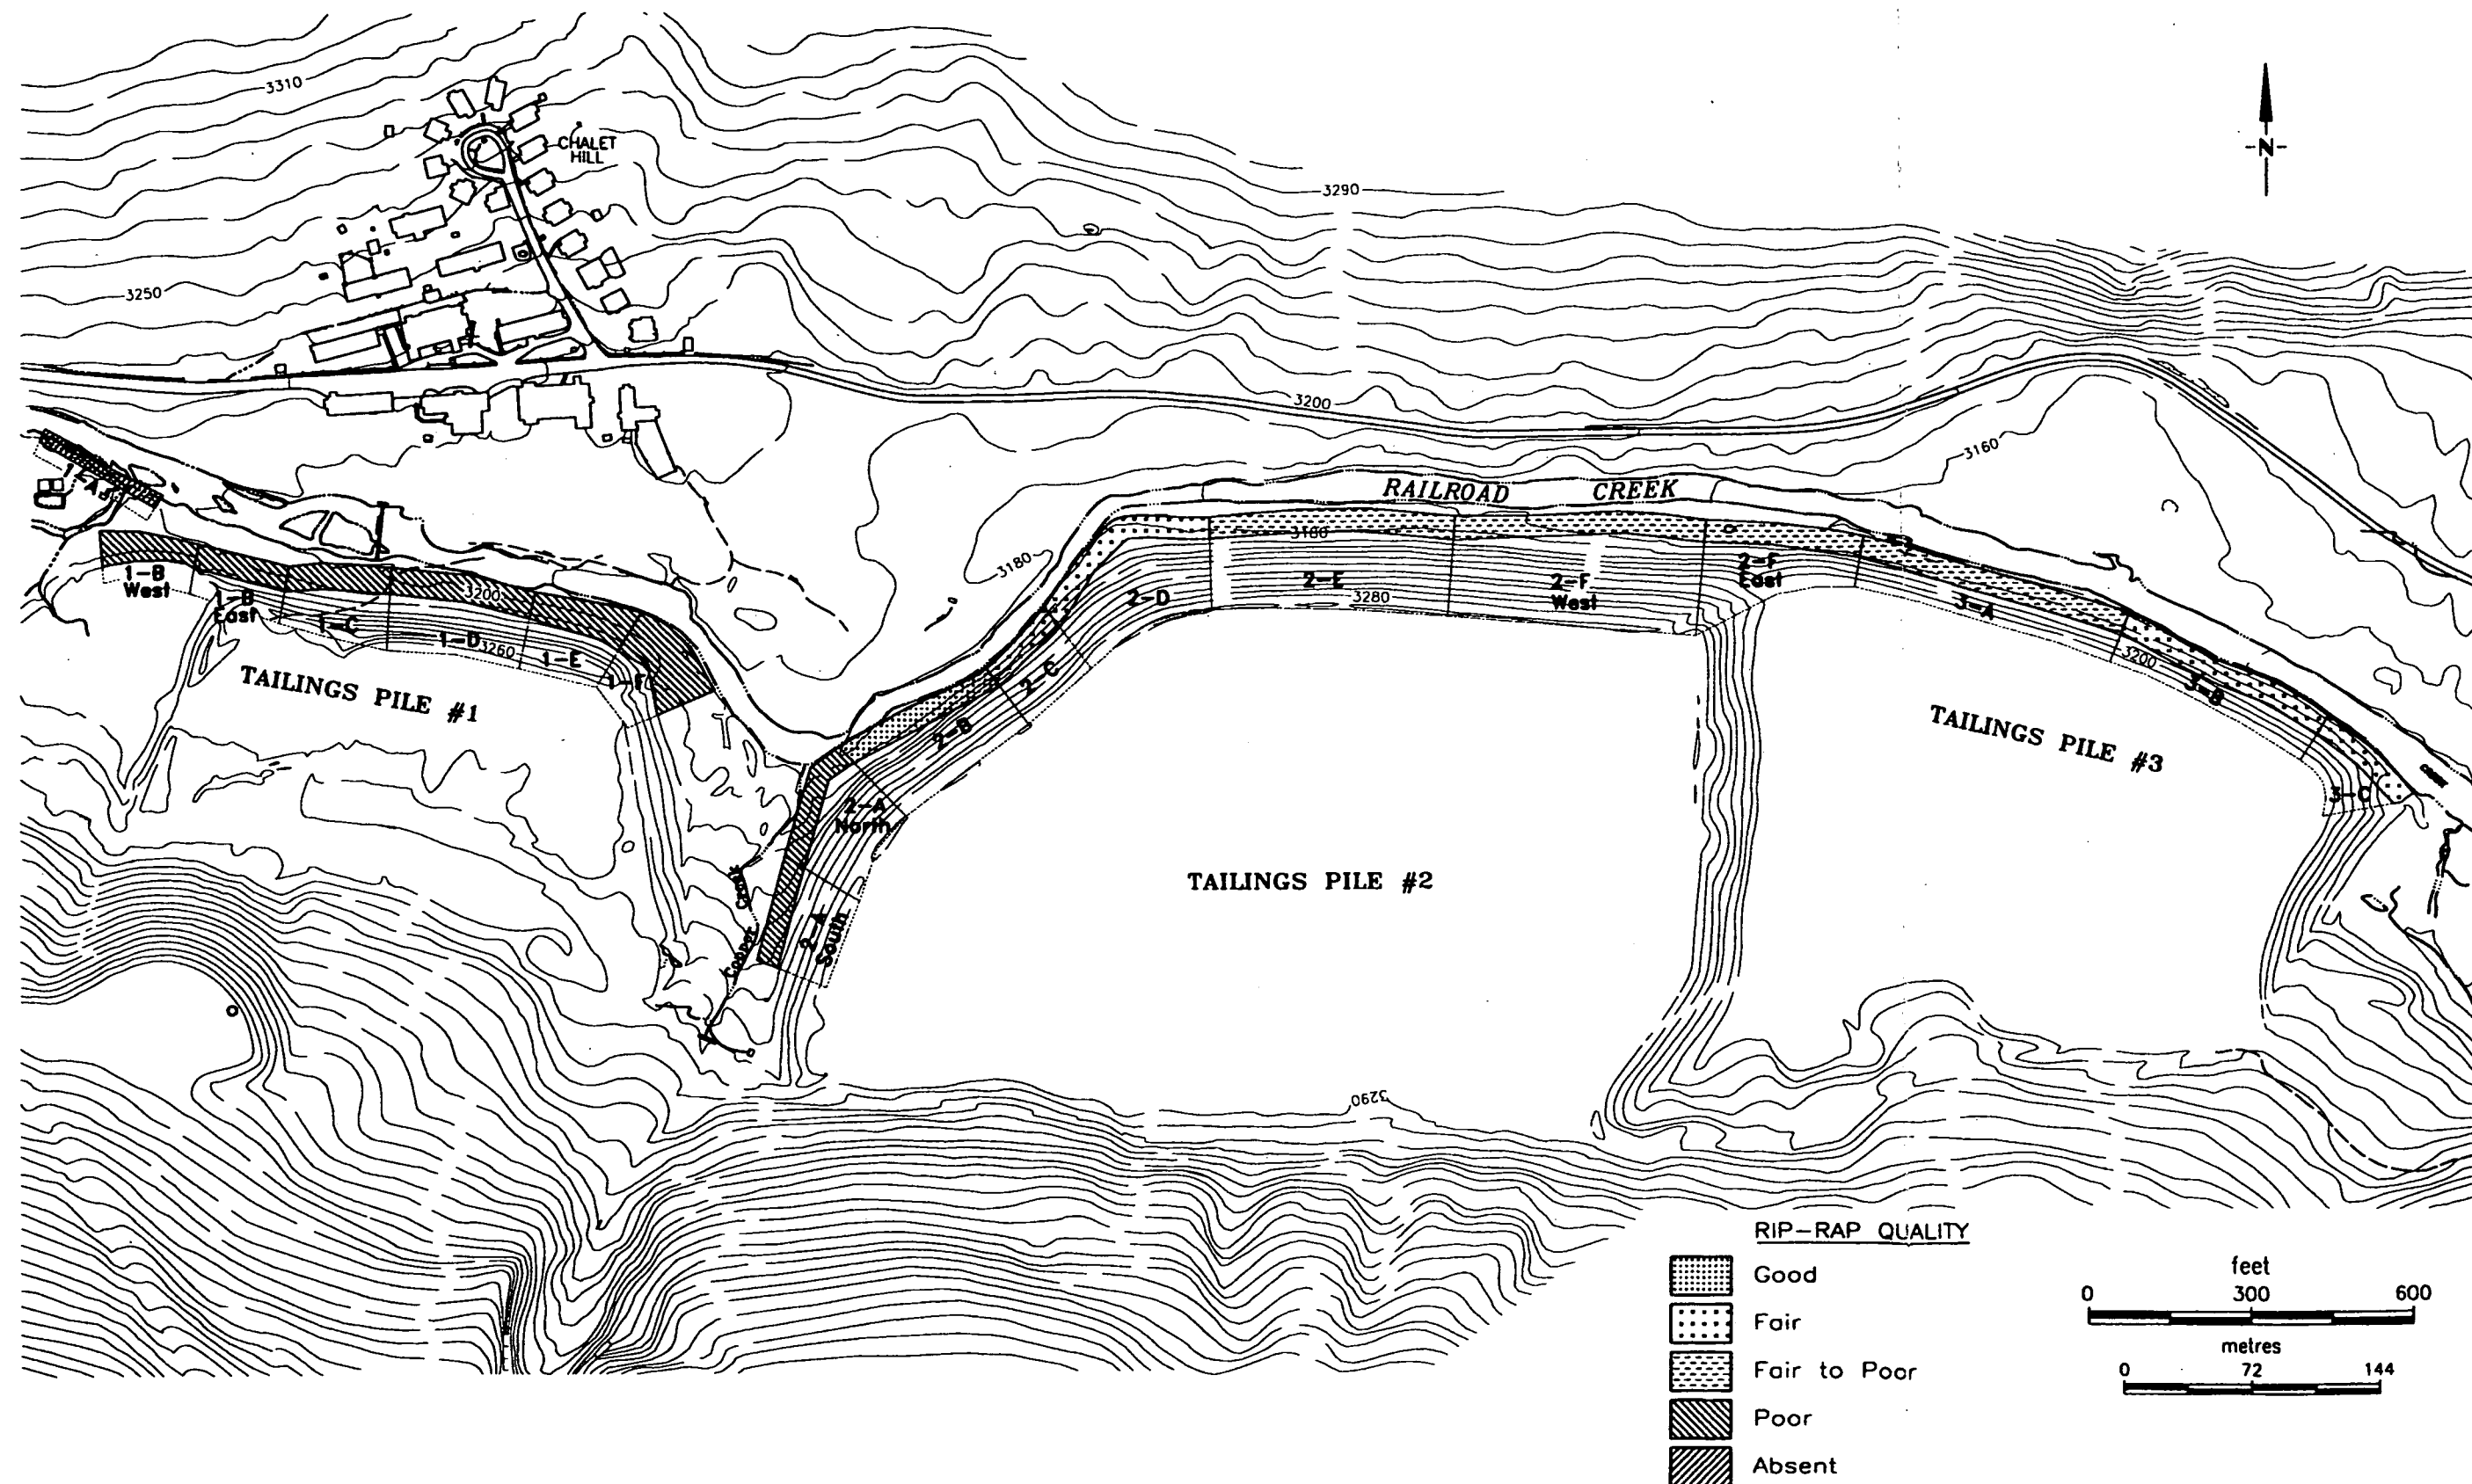 3310
CHALET
HILL
-N-
3290
3250
3200
3160
RAILROAD CREEK
3180
3180
1-A
1-B
West
1-B
East
1-C
1-D
1-E
1-F
3200
3260
2-D
2-E
3280
2-F
West
2-F
East
3-A
3-B
3200
3-C
2-C
2-B
2-A
North
2-A
South
TAILINGS PILE #1
TAILINGS PILE #2
TAILINGS PILE #3
Copper
Creek
3290
RIP-RAP QUALITY
Good
Fair
Fair to Poor
Poor
Absent
feet
0 300 600
metres
0 72 144